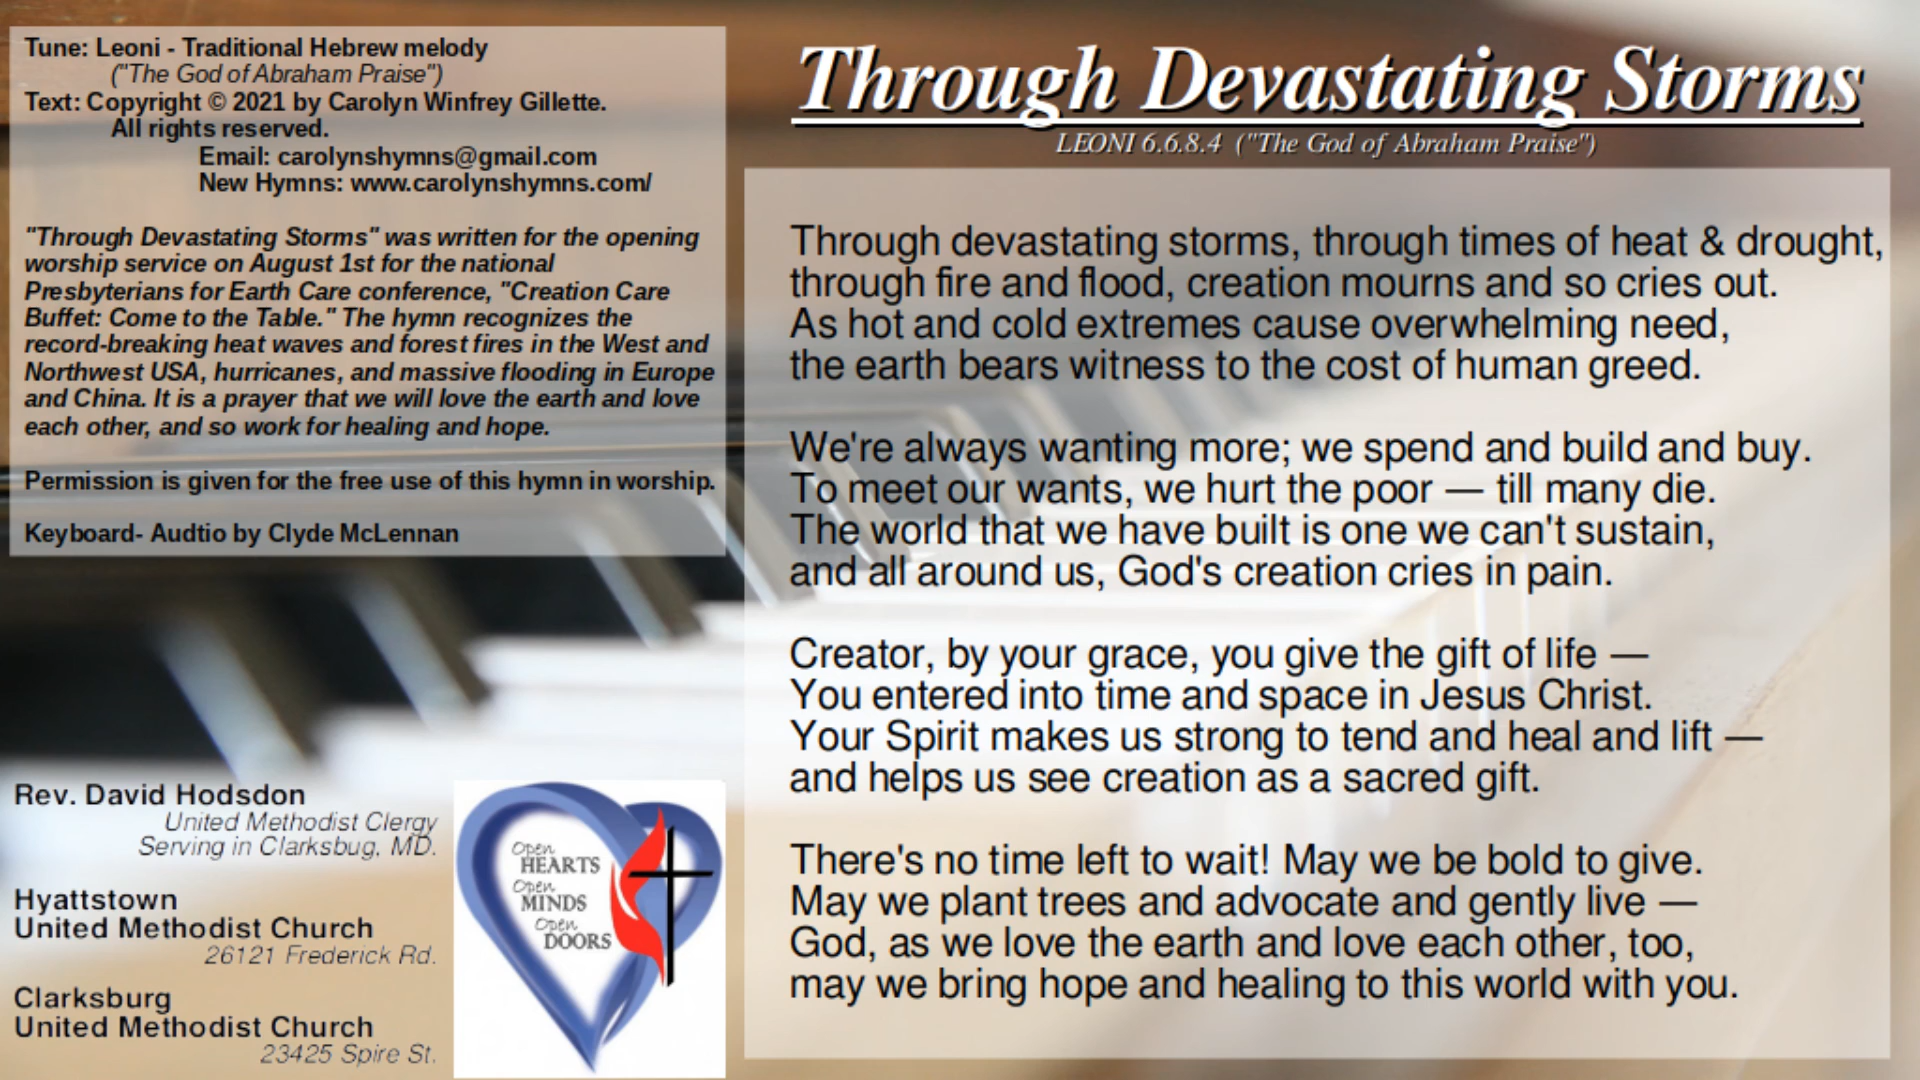 Tune: Leoni - Traditional Hebrew melody
("The God of Abraham Praise")
Text: Copyright © 2021 by Carolyn Winfrey Gillette.
All rights reserved.
Email: carolynshymns@gmail.com
New Hymns: www.carolynshymns.com/
"Through Devastating Storms" was written for the opening
worship service on August 1st for the national
Presbyterians for Earth Care conference, "Creation Care
Buffet: Come to the Table." The hymn recognizes the
record-breaking heat waves and forest fires in the West and
Northwest USA, hurricanes, and massive flooding in Europe
and China. It is a prayer that we will love the earth and love
each other, and so work for healing and hope.
Permission is given for the free use of this hymn in worship.
Keyboard- Audtio by Clyde McLennan
Rev. David Hodsdon
United Methodist Clergy
Serving in Clarksbug, MD.
Hyattstown
United Methodist Church
26121 Frederick Rd.
Clarksburg
United Methodist Church
23425 Spire St.
Open
HEARTS
Open
MINDS
Open
DOORS
Through Devastating Storms
LEONI 6.6.8.4 ("The God of Abraham Praise")
Through devastating storms, through times of heat & drought,
through fire and flood, creation mourns and so cries out.
As hot and cold extremes cause overwhelming need,
the earth bears witness to the cost of human greed.
We're always wanting more; we spend and build and buy.
To meet our wants, we hurt the poor — till many die.
The world that we have built is one we can't sustain,
and all around us, God's creation cries in pain.
Creator, by your grace, you give the gift of life —
You entered into time and space in Jesus Christ.
Your Spirit makes us strong to tend and heal and lift —
and helps us see creation as a sacred gift.
There's no time left to wait! May we be bold to give.
May we plant trees and advocate and gently live —
God, as we love the earth and love each other, too,
may we bring hope and healing to this world with you.